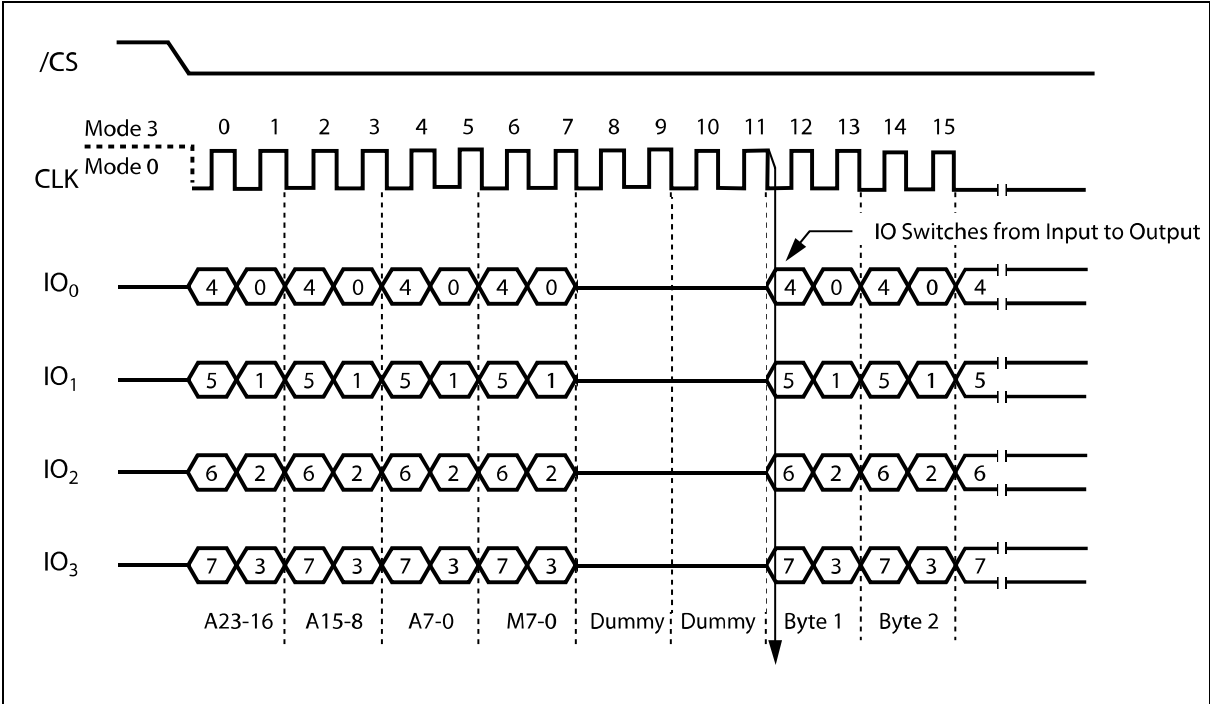 /CS
Mode 3
0 1 2 3 4 5 6 7 8 9 10 11 12 13 14 15
Mode 0
CLK
IO Switches from Input to Output
IO0 4 0 4 0 4 0 4 0 4 0 4 0 4
IO1 5 1 5 1 5 1 5 1 5 1 5 1 5
IO2 6 2 6 2 6 2 6 2 6 2 6 2 6
IO3 7 3 7 3 7 3 7 3 7 3 7 3 7
A23-16 A15-8 A7-0 M7-0 Dummy Dummy Byte 1 Byte 2